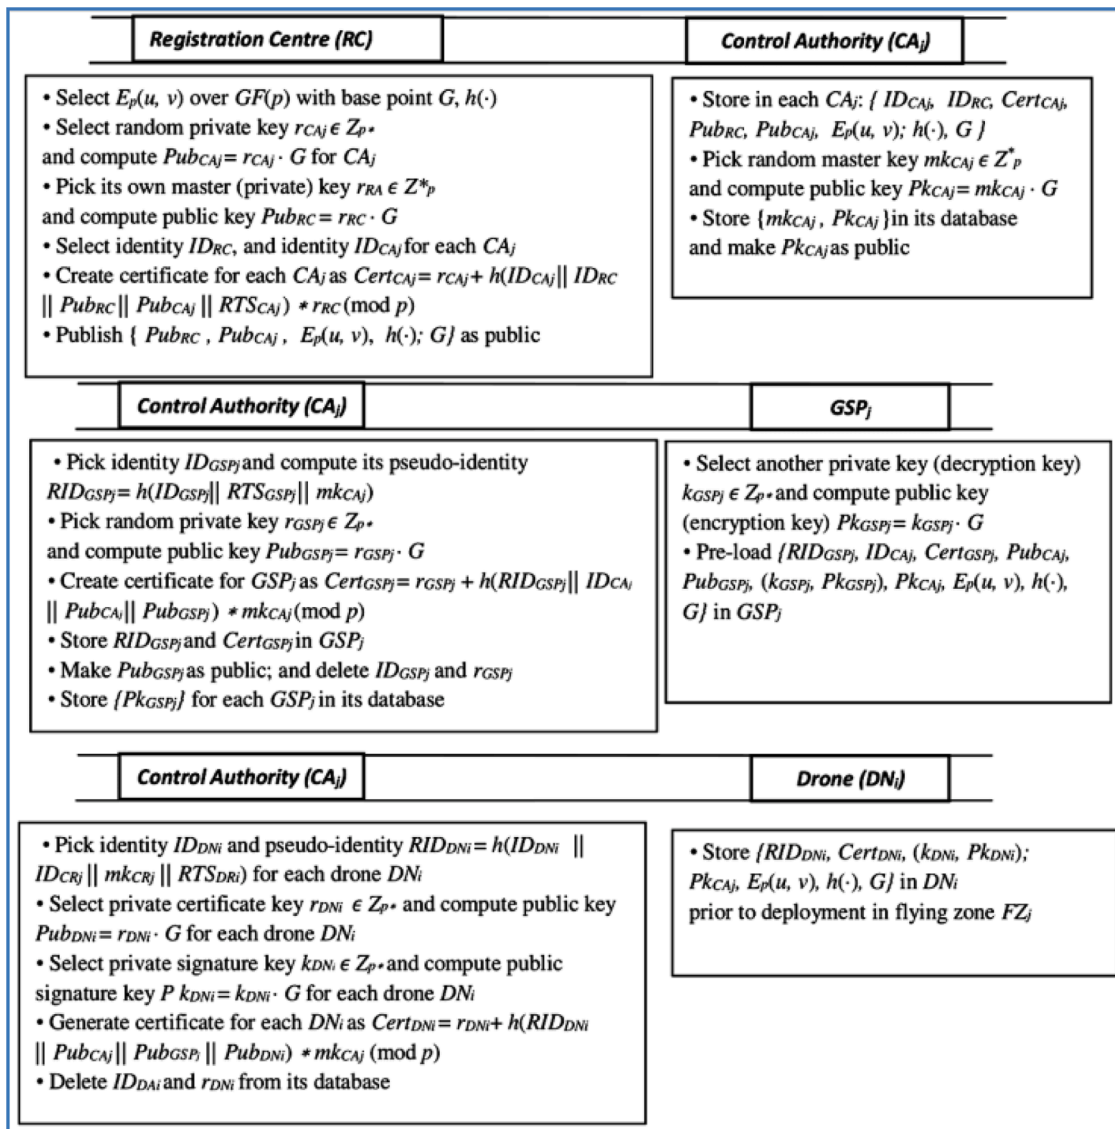 Registration Centre (RC)
Control Authority (CAj)
• Select Ep(u, v) over GF(p) with base point G, h(·)
• Select random private key rCAj ϵ Zp*
and compute PubCAj = rCAj · G for CAj
• Pick its own master (private) key rRA ϵ Z*p
and compute public key PubRC = rRC · G
• Select identity IDRC, and identity IDCAj for each CAj
• Create certificate for each CAj as CertCAj = rCAj + h(IDCAj || IDRC
|| PubRC || PubCAj || RTSCAj) * rRC (mod p)
• Publish { PubRC , PubCAj , Ep(u, v), h(·); G} as public
• Store in each CAj: { IDCAj, IDRC, CertCAj,
PubRC, PubCAj, Ep(u, v); h(·), G }
• Pick random master key mkCAj ϵ Z*p
and compute public key PkCAj = mkCAj · G
• Store {mkCAj , PkCAj }in its database
and make PkCAj as public
Control Authority (CAj)
GSPj
• Pick identity IDGSPj and compute its pseudo-identity
RIDGSPj = h(IDGSPj || RTSGSPj || mkCAj)
• Pick random private key rGSPj ϵ Zp*
and compute public key PubGSPj = rGSPj · G
• Create certificate for GSPj as CertGSPj = rGSPj + h(RIDGSPj || IDCAj
|| PubCAj || PubGSPj) * mkCAj (mod p)
• Store RIDGSPj and CertGSPj in GSPj
• Make PubGSPj as public; and delete IDGSPj and rGSPj
• Store {PkGSPj} for each GSPj in its database
• Select another private key (decryption key)
kGSPj ϵ Zp* and compute public key
(encryption key) PkGSPj = kGSPj · G
• Pre-load {RIDGSPj, IDCAj, CertGSPj, PubCAj,
PubGSPj, (kGSPj, PkGSPj), PkCAj, Ep(u, v), h(·),
G} in GSPj
Control Authority (CAj)
Drone (DNi)
• Pick identity IDDNi and pseudo-identity RIDDNi = h(IDDNi ||
IDCRj || mkCRj || RTSDRi) for each drone DNi
• Select private certificate key rDNi ϵ Zp* and compute public key
PubDNi = rDNi · G for each drone DNi
• Select private signature key kDNi ϵ Zp* and compute public
signature key P kDNi = kDNi · G for each drone DNi
• Generate certificate for each DNi as CertDNi = rDNi + h(RIDDNi
|| PubCAj || PubGSPj || PubDNi) * mkCAj (mod p)
• Delete IDDAi and rDNi from its database
• Store {RIDDNi, CertDNi, (kDNi, PkDNi);
PkCAj, Ep(u, v), h(·), G} in DNi
prior to deployment in flying zone FZj